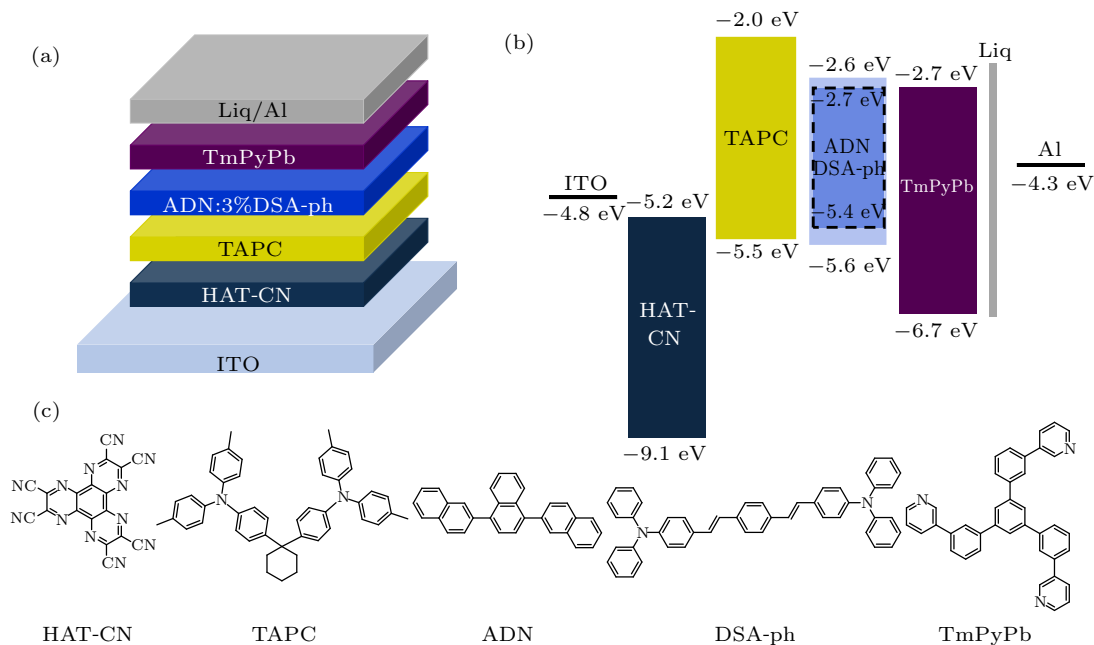 (a)
Liq/Al
TmPyPb
ADN:3%DSA-ph
TAPC
HAT-CN
ITO
(b)
−2.0 eV
Liq
−2.6 eV
−2.7 eV
−2.7 eV
TAPC
ADN
DSA-ph
TmPyPb
Al
−4.3 eV
ITO
−4.8 eV
−5.2 eV
−5.4 eV
−5.5 eV
−5.6 eV
HAT-
CN
−6.7 eV
−9.1 eV
(c)
CN
CN
NC
N
N
N
N
NC
N
N
CN
CN
N
N
N
N
N
N
N
HAT-CN
TAPC
ADN
DSA-ph
TmPyPb